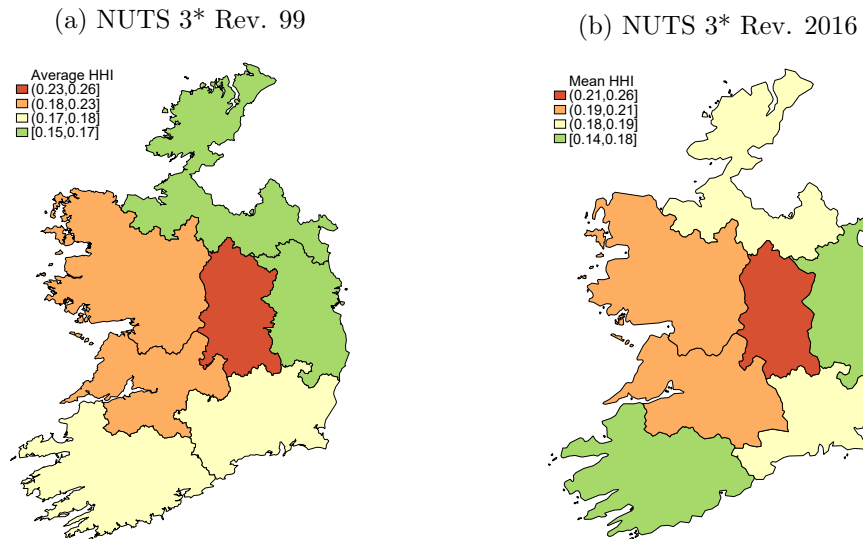 (a) NUTS 3* Rev. 99
Average HHI
(0.23,0.26]
(0.18,0.23]
(0.17,0.18]
[0.15,0.17]
(b) NUTS 3* Rev. 2016
Mean HHI
(0.21,0.26]
(0.19,0.21]
(0.18,0.19]
[0.14,0.18]